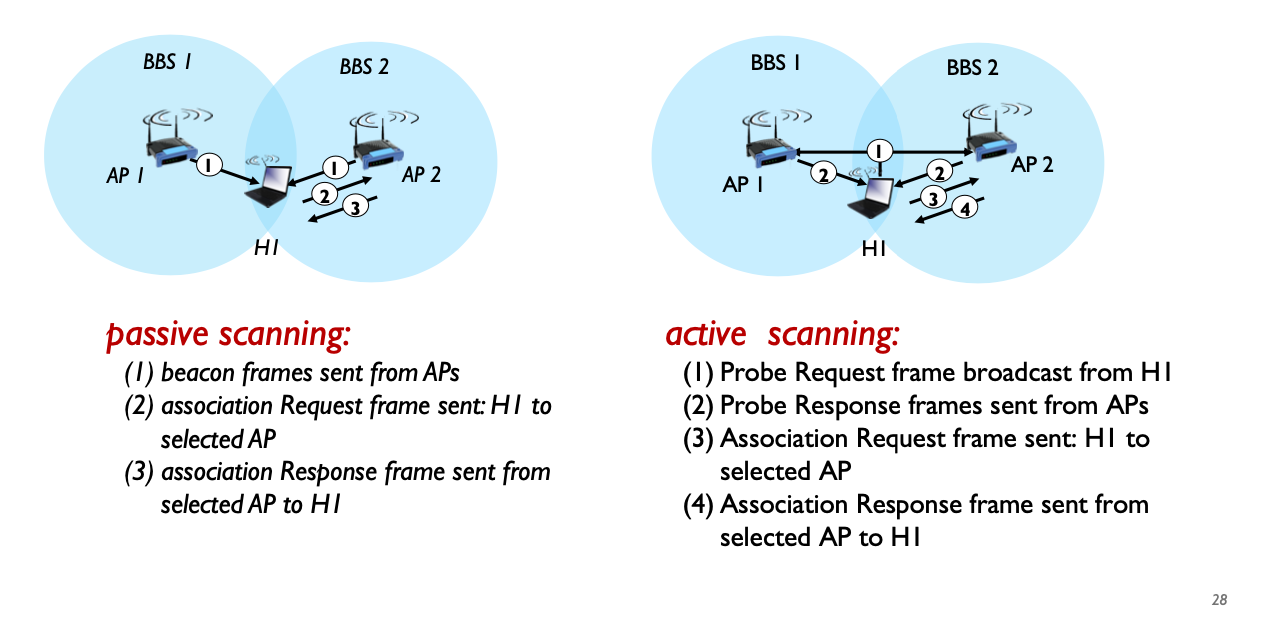 BBS 1
BBS 2
AP 1
1
1
AP 2
2
3
H1
passive scanning:
(1) beacon frames sent from APs
(2) association Request frame sent: H1 to
selected AP
(3) association Response frame sent from
selected AP to H1
BBS 1
BBS 2
1
AP 1
2
2
AP 2
3
4
H1
active scanning:
(1) Probe Request frame broadcast from H1
(2) Probe Response frames sent from APs
(3) Association Request frame sent: H1 to
selected AP
(4) Association Response frame sent from
selected AP to H1
28